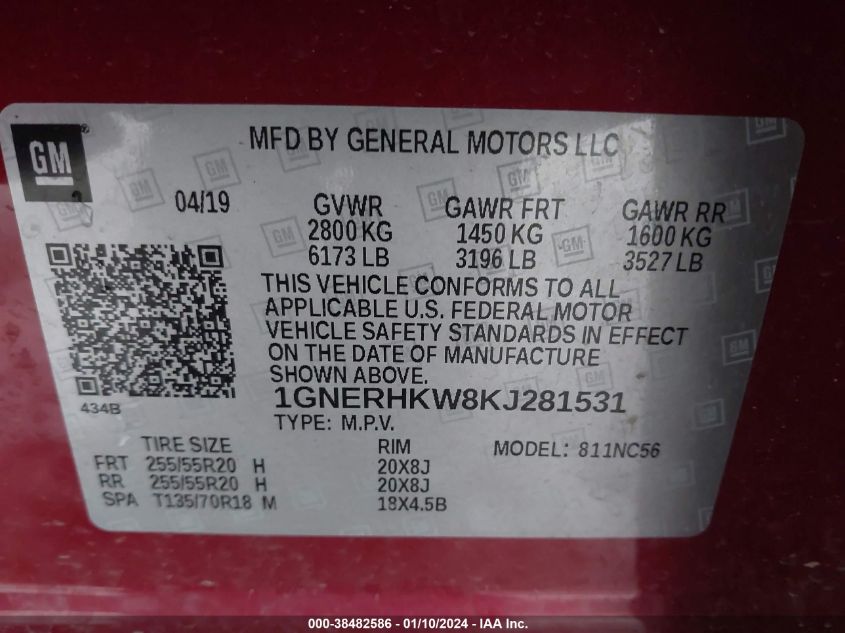 GM
MFD BY GENERAL MOTORS LLC
04/19
GVWR GAWR FRT GAWR RR
2800 KG 1450 KG 1600 KG
6173 LB 3196 LB 3527 LB
THIS VEHICLE CONFORMS TO ALL
APPLICABLE U.S. FEDERAL MOTOR
VEHICLE SAFETY STANDARDS IN EFFECT
ON THE DATE OF MANUFACTURE
SHOWN ABOVE.
434B
1GNERHKW8KJ281531
TYPE: M.P.V.
TIRE SIZE RIM MODEL: 811NC56
FRT 255/55R20 H 20X8J
RR 255/55R20 H 20X8J
SPA T135/70R18 M 18X4.5B
000-38482586 - 01/10/2024 - IAA Inc.